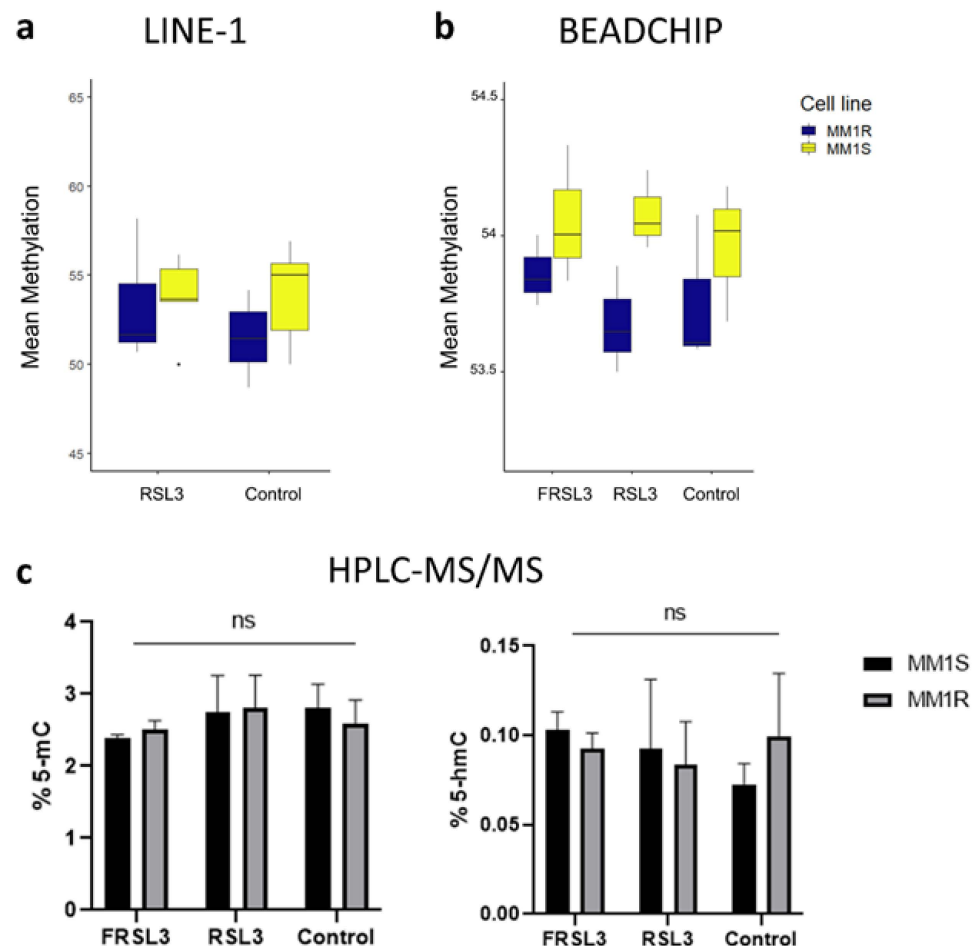 a LINE-1
Mean Methylation
65
60
55
50
45
RSL3 Control
b BEADCHIP
Mean Methylation
54.5
54
53.5
FRSL3 RSL3 Control
Cell line
MM1R
MM1S
c HPLC-MS/MS
ns
% 5-mC
4
3
2
1
0
FRSL3 RSL3 Control
ns
% 5-hmC
0.15
0.10
0.05
0.00
FRSL3 RSL3 Control
MM1S
MM1R